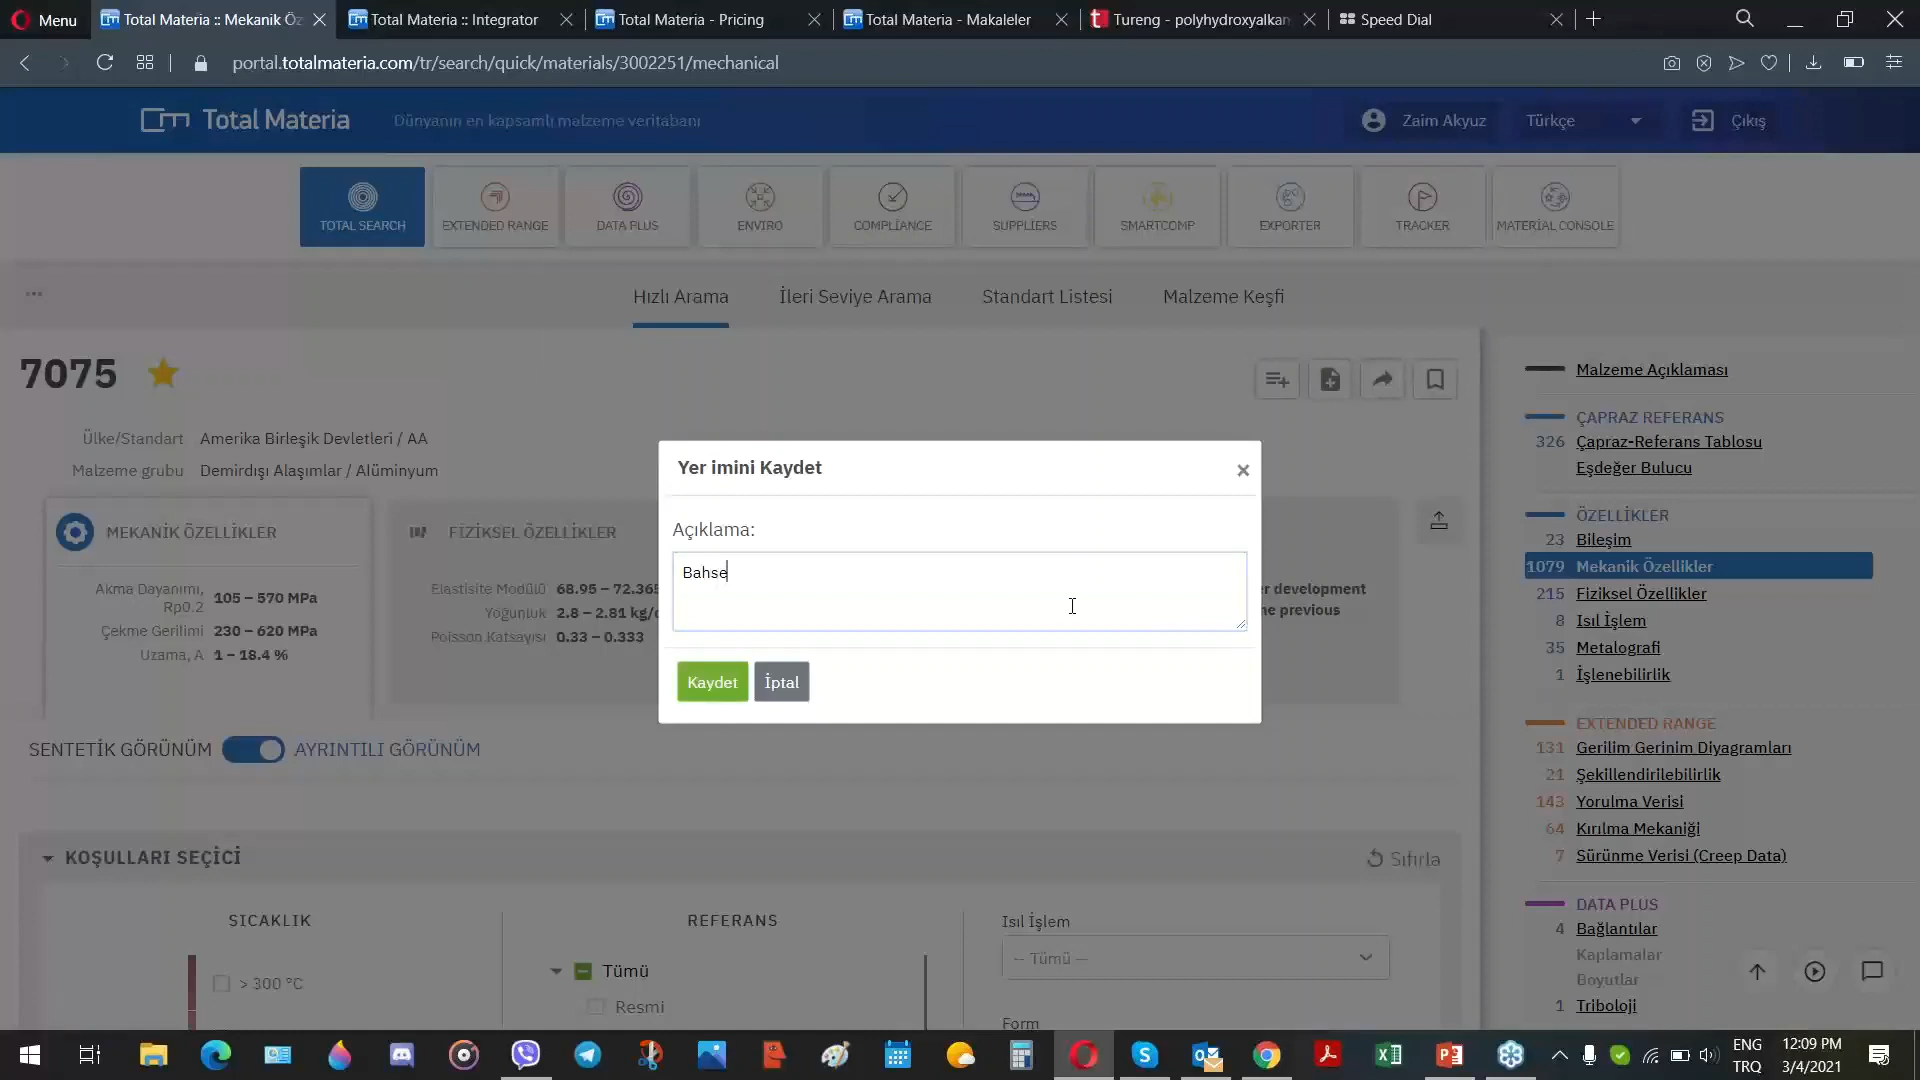 Menu
Total Materia :: Mekanik Öz
Total Materia :: Integrator
Total Materia - Pricing
Total Materia - Makaleler
Tureng - polyhydroxyalkan
Speed Dial
portal.totalmateria.com/tr/search/quick/materials/3002251/mechanical
Total Materia
Dünyanın en kapsamlı malzeme veritabanı
Zaim Akyuz
Türkçe
Çıkış
TOTAL SEARCH
EXTENDED RANGE
DATA PLUS
ENVIRO
COMPLIANCE
SUPPLIERS
SMARTCOMP
EXPORTER
TRACKER
MATERİAL CONSOLE
Hızlı Arama
İleri Seviye Arama
Standart Listesi
Malzeme Keşfi
7075
Ülke/Standart Amerika Birleşik Devletleri / AA
Malzeme grubu Demirdışı Alaşımlar / Alüminyum
MEKANİK ÖZELLİKLER
Akma Dayanımı, Rp0.2 105 – 570 MPa
Çekme Gerilimi 230 – 620 MPa
Uzama, A 1 – 18.4 %
FİZİKSEL ÖZELLİKLER
Elastisite Modülü 68.95 – 72.365
Yoğunluk 2.8 – 2.81 kg/d
Poisson Katsayısı 0.33 – 0.333
development
he previous
Yer imini Kaydet
×
Açıklama:
Bahse
Kaydet
İptal
SENTETİK GÖRÜNÜM
AYRINTILI GÖRÜNÜM
KOŞULLARI SEÇİCİ
Sıfırla
SICAKLIK
> 300 °C
REFERANS
Tümü
Resmi
Isıl İşlem
-- Tümü --
Form
Malzeme Açıklaması
ÇAPRAZ REFERANS
326 Çapraz-Referans Tablosu
Eşdeğer Bulucu
ÖZELLİKLER
23 Bileşim
1079 Mekanik Özellikler
215 Fiziksel Özellikler
8 Isıl İşlem
35 Metalografi
1 İşlenebilirlik
EXTENDED RANGE
131 Gerilim Gerinim Diyagramları
21 Şekillendirilebilirlik
143 Yorulma Verisi
64 Kırılma Mekaniği
7 Sürünme Verisi (Creep Data)
DATA PLUS
4 Bağlantılar
Kaplamalar
Boyutlar
1 Triboloji
ENG
TRQ
12:09 PM
3/4/2021